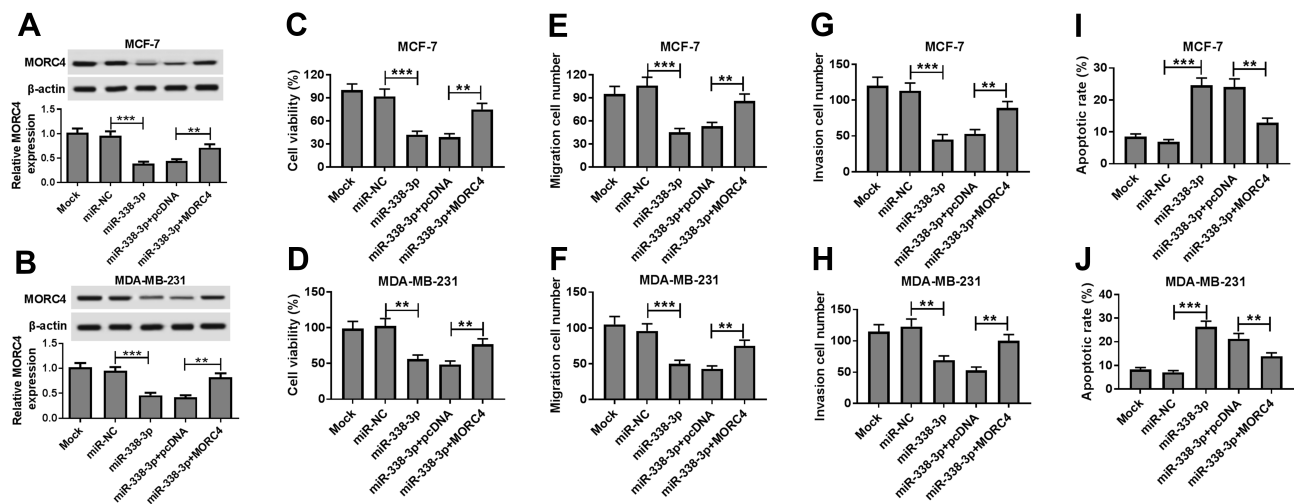 A
MCF-7
MORC4
β-actin
Relative MORC4
expression
1.5
1.0
0.5
0.0
***
**
Mock
miR-NC
miR-338-3p
miR-338-3p+pcDNA
miR-338-3p+MORC4
C
MCF-7
Cell viability (%)
120
90
60
30
0
***
**
Mock
miR-NC
miR-338-3p
miR-338-3p+pcDNA
miR-338-3p+MORC4
E
MCF-7
Migration cell number
120
90
60
30
0
***
**
Mock
miR-NC
miR-338-3p
miR-338-3p+pcDNA
miR-338-3p+MORC4
G
MCF-7
Invasion cell number
150
100
50
0
***
**
Mock
miR-NC
miR-338-3p
miR-338-3p+pcDNA
miR-338-3p+MORC4
I
MCF-7
Apoptotic rate (%)
30
20
10
0
***
**
Mock
miR-NC
miR-338-3p
miR-338-3p+pcDNA
miR-338-3p+MORC4
B
MDA-MB-231
MORC4
β-actin
Relative MORC4
expression
1.5
1.0
0.5
0.0
***
**
Mock
miR-NC
miR-338-3p
miR-338-3p+pcDNA
miR-338-3p+MORC4
D
MDA-MB-231
Cell viability (%)
150
100
50
0
**
**
Mock
miR-NC
miR-338-3p
miR-338-3p+pcDNA
miR-338-3p+MORC4
F
MDA-MB-231
Migration cell number
150
100
50
0
***
**
Mock
miR-NC
miR-338-3p
miR-338-3p+pcDNA
miR-338-3p+MORC4
H
MDA-MB-231
Invasion cell number
150
100
50
0
**
**
Mock
miR-NC
miR-338-3p
miR-338-3p+pcDNA
miR-338-3p+MORC4
J
MDA-MB-231
Apoptotic rate (%)
40
30
20
10
0
***
**
Mock
miR-NC
miR-338-3p
miR-338-3p+pcDNA
miR-338-3p+MORC4